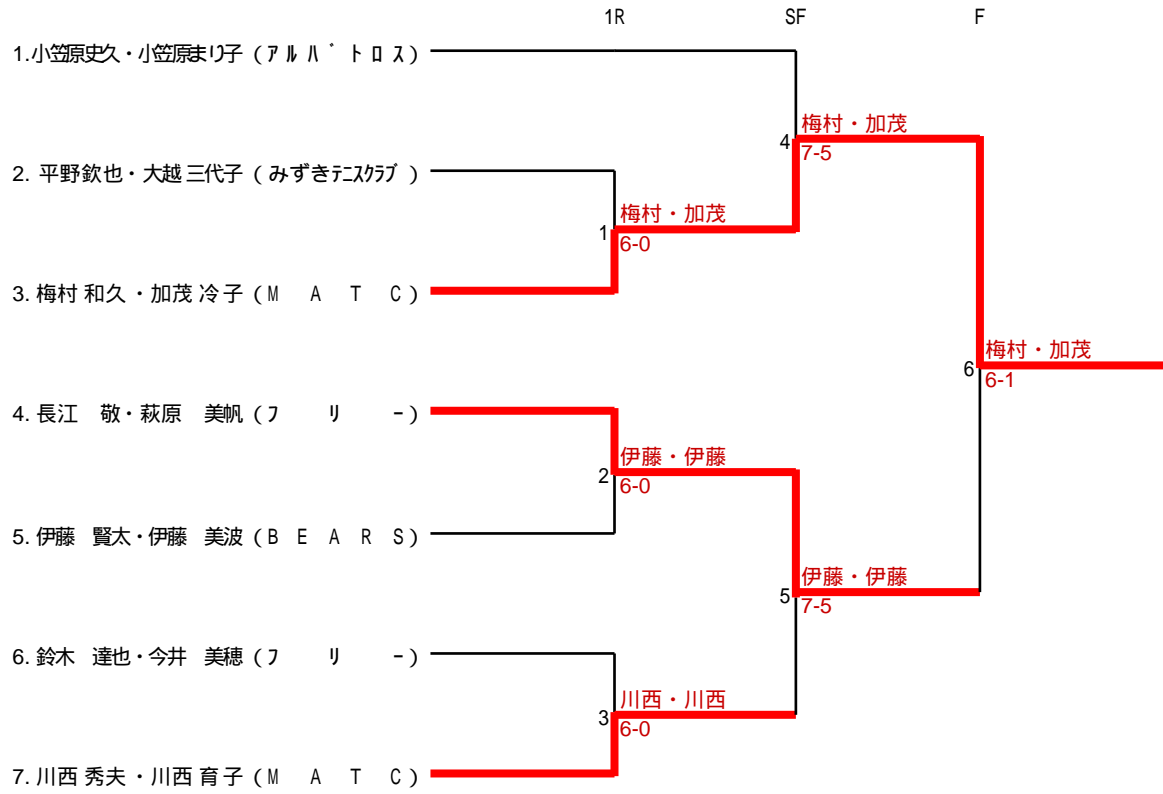 1R SF F
1.小笠原史久・小笠原まり子 (ｱﾙﾊﾞﾄﾛｽ)
梅村・加茂
4
7-5
2. 平野欽也・大越 三代子 (みずきﾃﾆｽｸﾗﾌﾞ)
梅村・加茂
1
6-0
3. 梅村 和久・加茂 冷子 (M A T C)
梅村・加茂
6
6-1
4. 長江 敬・萩原 美帆 (ﾌ ﾘ -)
伊藤・伊藤
2
6-0
5. 伊藤 賢太・伊藤 美波 (B E A R S)
伊藤・伊藤
5
7-5
6. 鈴木 達也・今井 美穂 (ﾌ ﾘ -)
川西・川西
3
6-0
7. 川西 秀夫・川西 育子 (M A T C)